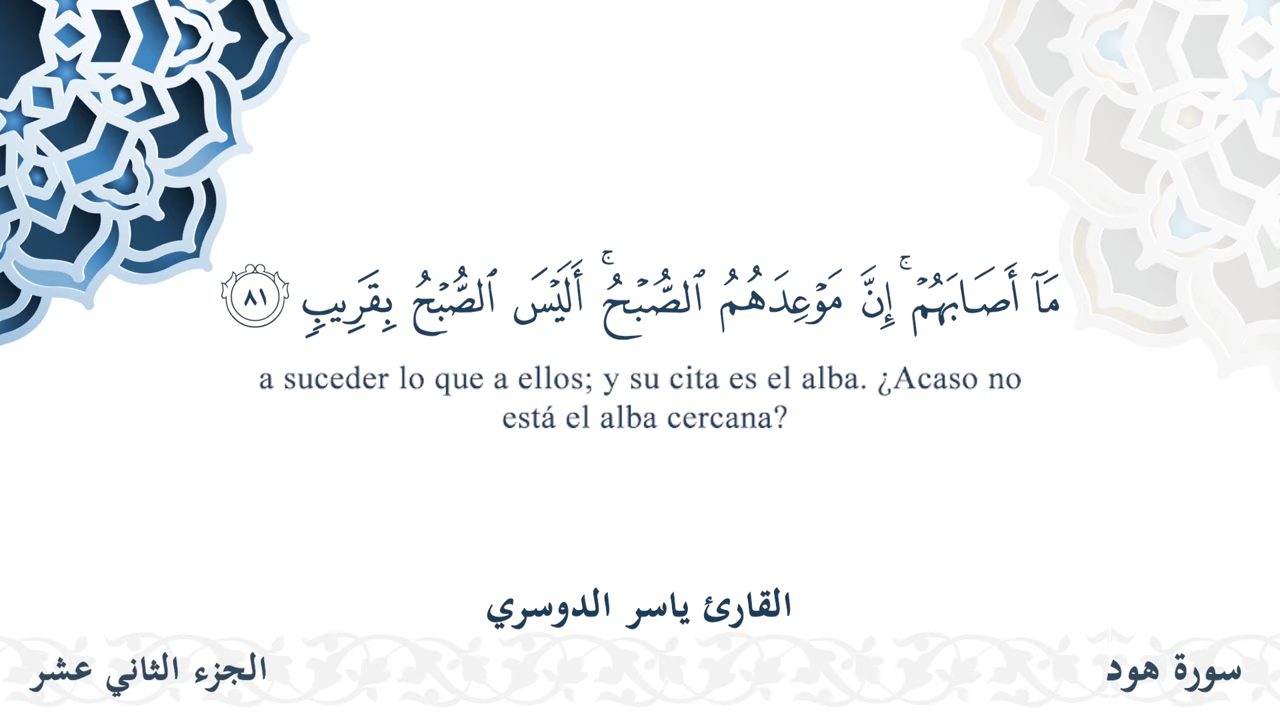 مَآ أَصَابَهُمۡۚ إِنَّ مَوۡعِدَهُمُ ٱلصُّبۡحُۚ أَلَيۡسَ ٱلصُّبۡحُ بِقَرِيبٖ ٨١
a suceder lo que a ellos; y su cita es el alba. ¿Acaso no
está el alba cercana?
القارئ ياسر الدوسري
سورة هود
الجزء الثاني عشر